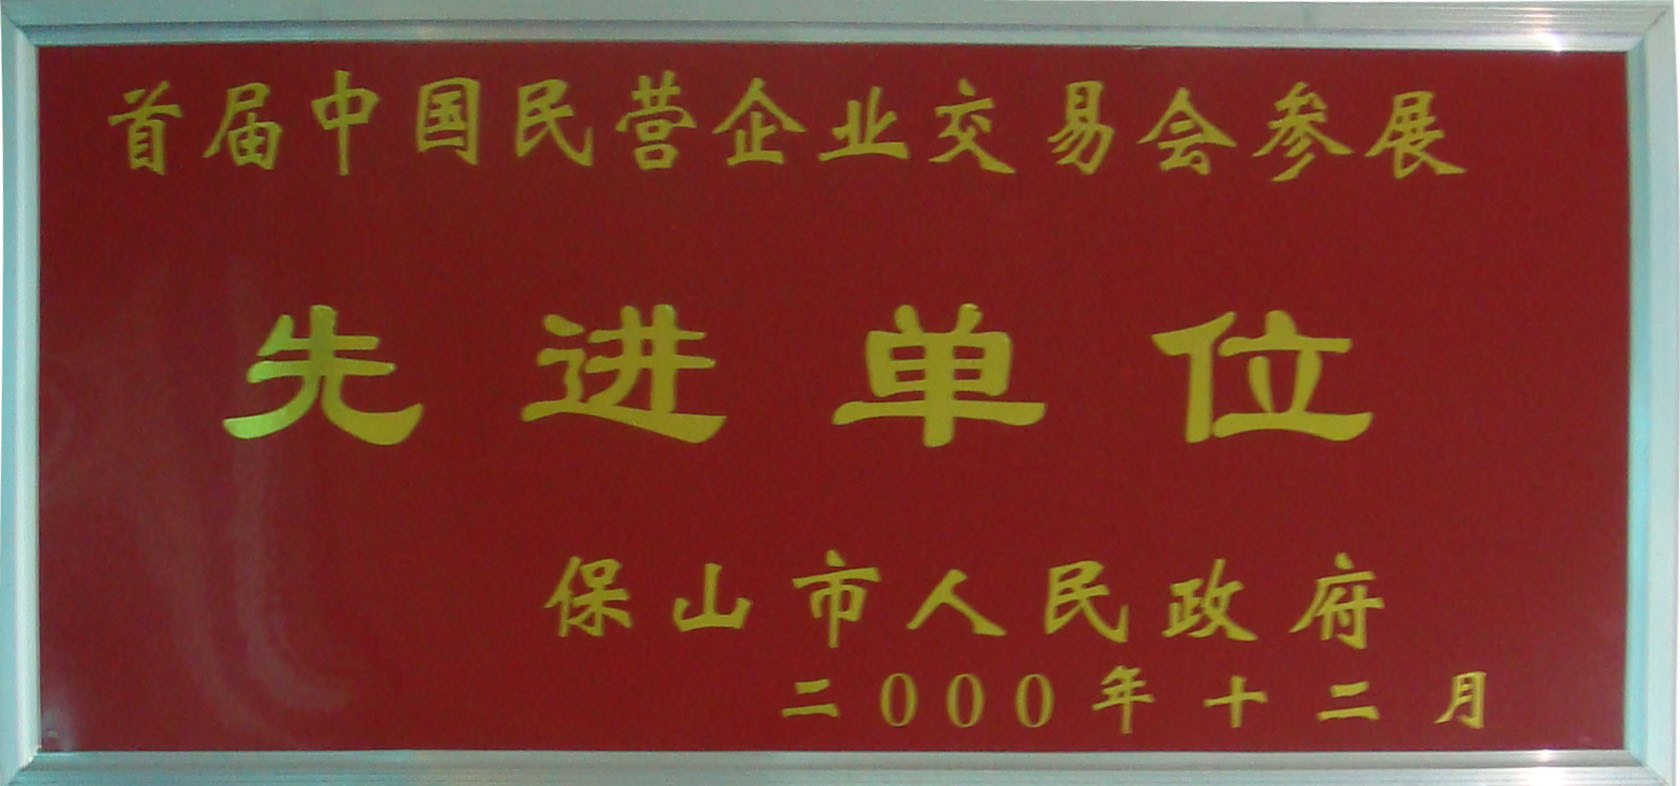 首届中国民营企业交易会参展
先进单位
保山市人民政府
二000年十二月